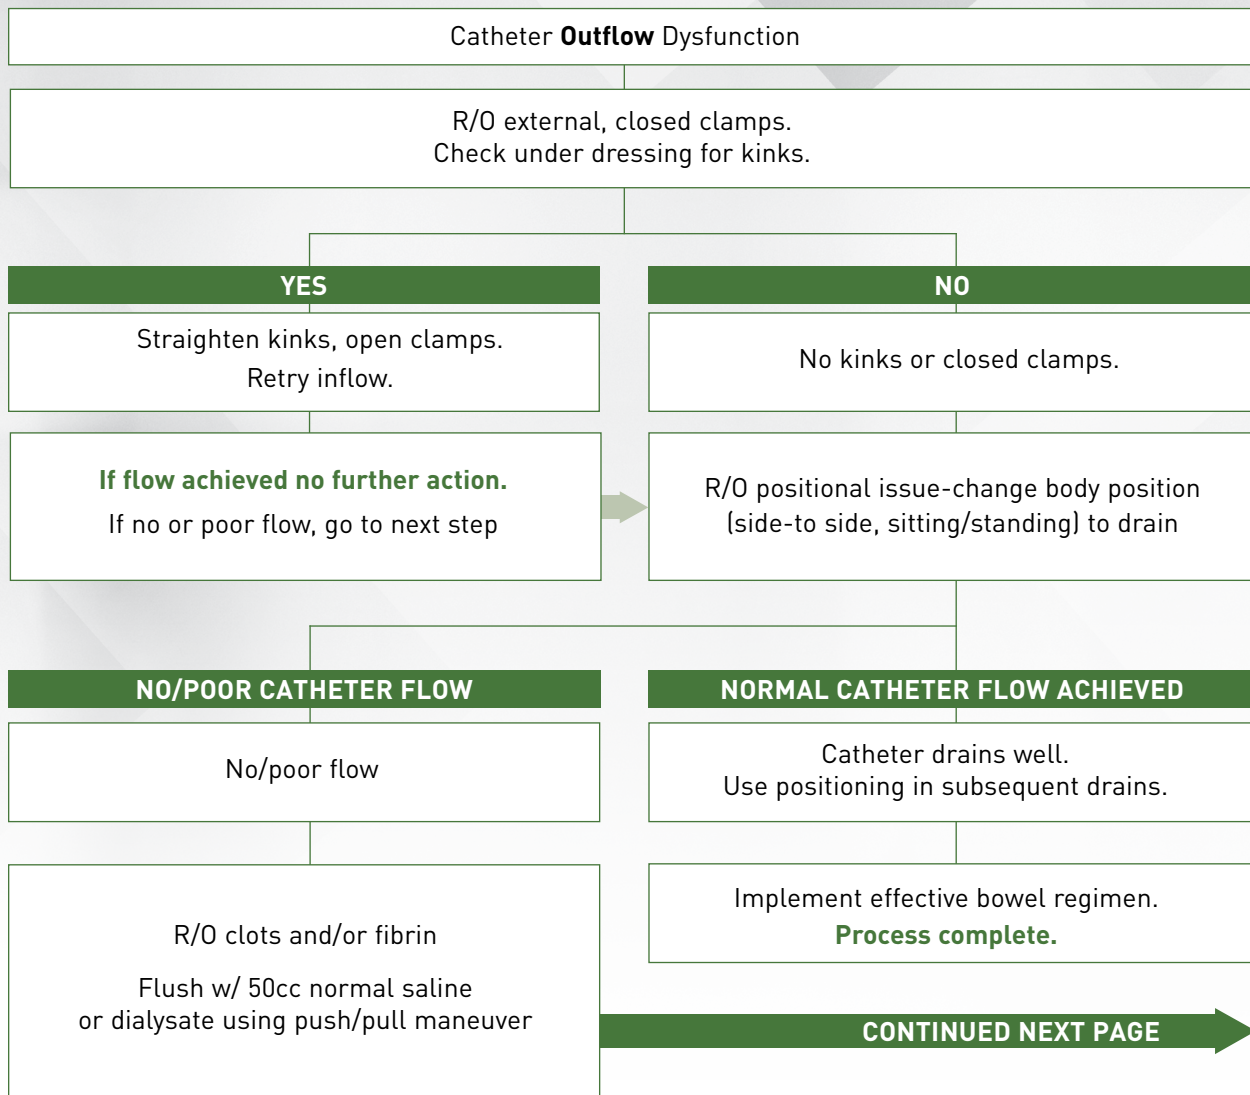 Catheter Outflow Dysfunction
R/O external, closed clamps.
Check under dressing for kinks.
YES
Straighten kinks, open clamps.
Retry inflow.
If flow achieved no further action.
If no or poor flow, go to next step
NO
No kinks or closed clamps.
R/O positional issue-change body position
(side-to side, sitting/standing) to drain
NO/POOR CATHETER FLOW
No/poor flow
R/O clots and/or fibrin
Flush w/ 50cc normal saline
or dialysate using push/pull maneuver
NORMAL CATHETER FLOW ACHIEVED
Catheter drains well.
Use positioning in subsequent drains.
Implement effective bowel regimen.
Process complete.
CONTINUED NEXT PAGE